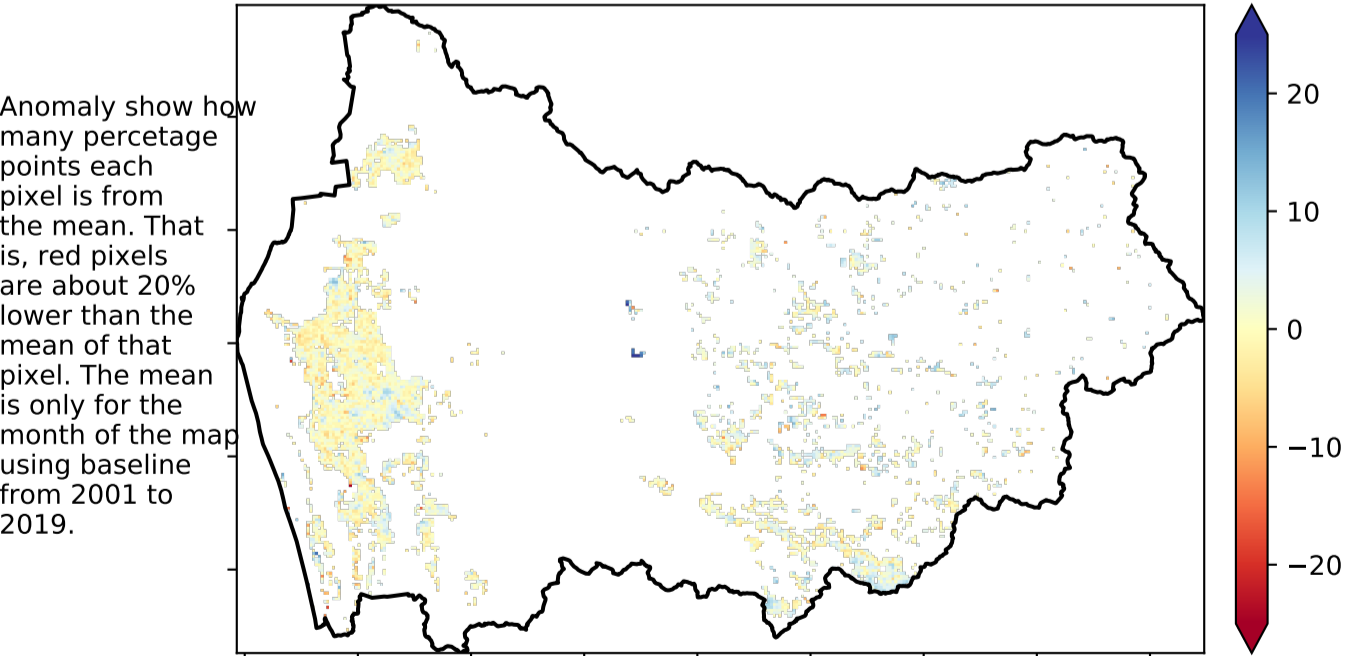 Anomaly show how
many percetage
points each
pixel is from
the mean. That
is, red pixels
are about 20%
lower than the
mean of that
pixel. The mean
is only for the
month of the map
using baseline
from 2001 to
2019.
20
10
0
−10
−20